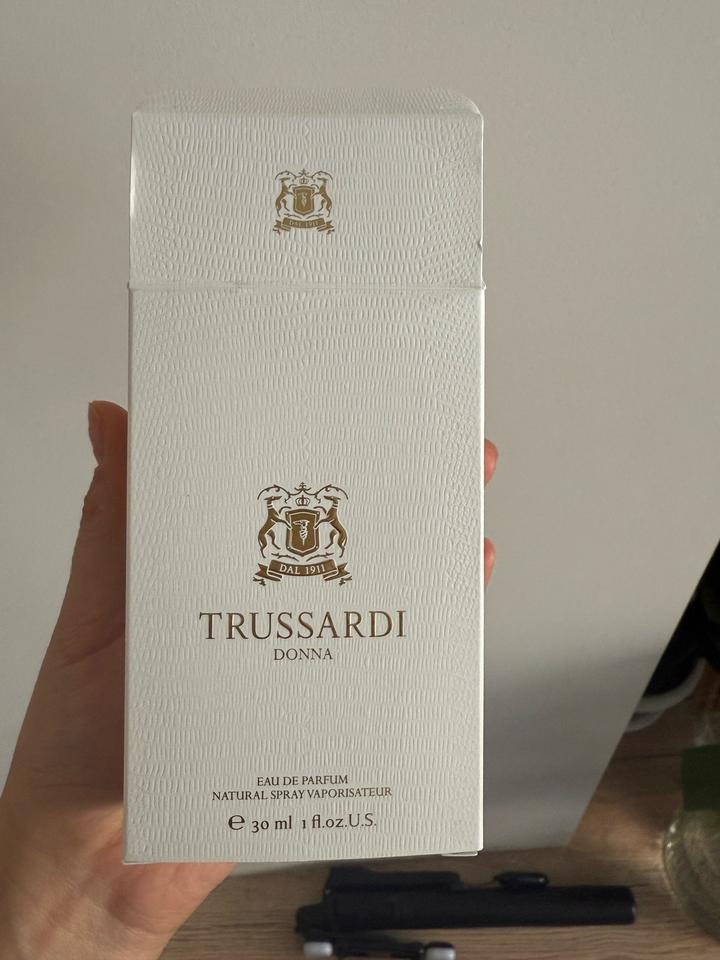 DAL 1911
DAL 1911
TRUSSARDI
DONNA
EAU DE PARFUM
NATURAL SPRAY VAPORISATEUR
℮ 30 ml 1 fl.oz.U.S.